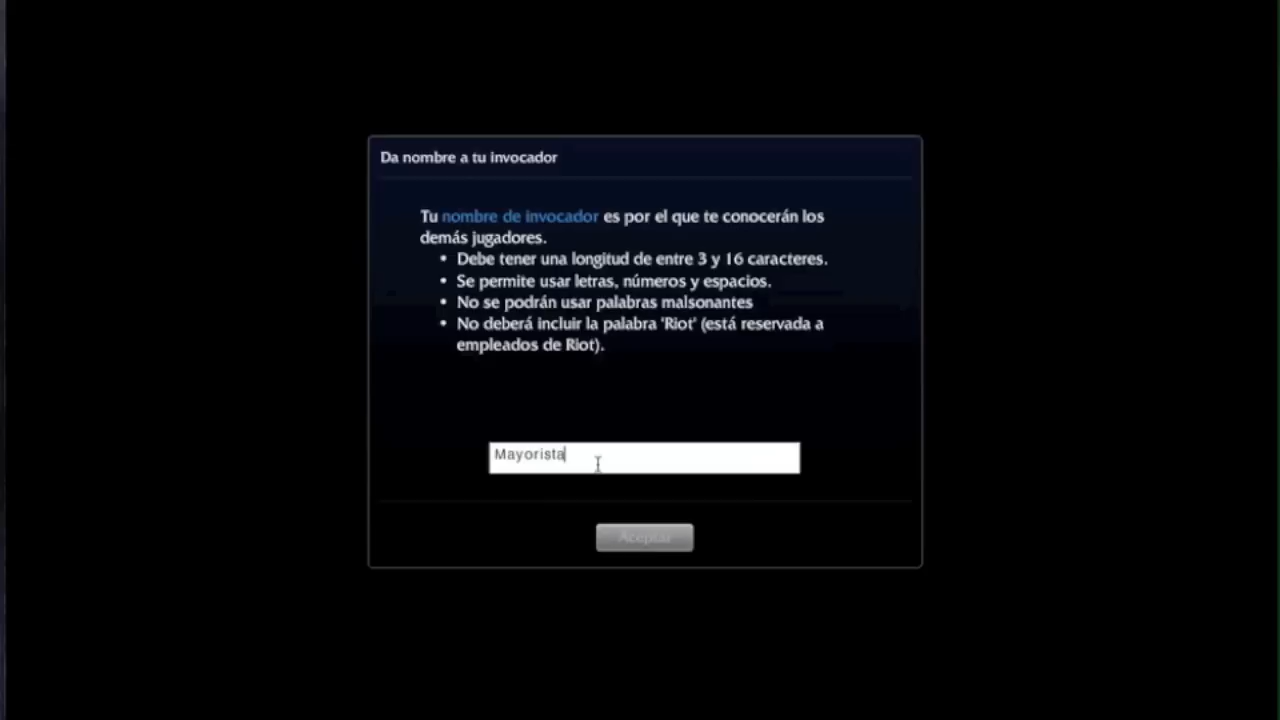 Da nombre a tu invocador
Tu nombre de invocador es por el que te conocerán los
demás jugadores.
• Debe tener una longitud de entre 3 y 16 caracteres.
• Se permite usar letras, números y espacios.
• No se podrán usar palabras malsonantes
• No deberá incluir la palabra 'Riot' (está reservada a
empleados de Riot).
Mayorista
Aceptar